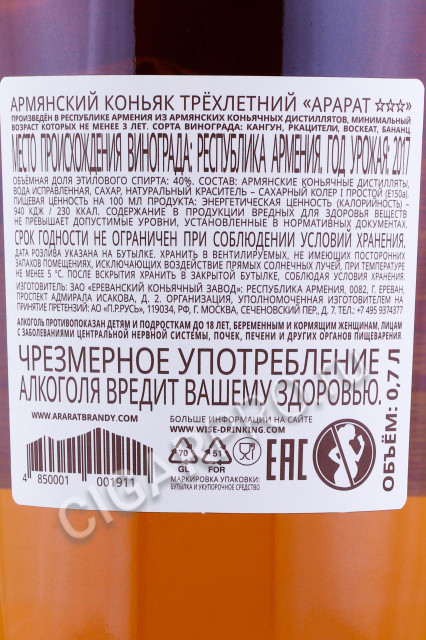 АРМЯНСКИЙ КОНЬЯК ТРЁХЛЕТНИЙ «АРАРАТ ☆☆☆»
ПРОИЗВЕДЁН В РЕСПУБЛИКЕ АРМЕНИЯ ИЗ АРМЯНСКИХ КОНЬЯЧНЫХ ДИСТИЛЛЯТОВ, МИНИМАЛЬНЫЙ
ВОЗРАСТ КОТОРЫХ НЕ МЕНЕЕ 3 ЛЕТ. СОРТА ВИНОГРАДА: КАНГУН, РКАЦИТЕЛИ, ВОСКЕАТ, БАНАНЦ
МЕСТО ПРОИСХОЖДЕНИЯ ВИНОГРАДА: РЕСПУБЛИКА АРМЕНИЯ. ГОД УРОЖАЯ: 2017
ОБЪЁМНАЯ ДОЛЯ ЭТИЛОВОГО СПИРТА: 40%. СОСТАВ: АРМЯНСКИЕ КОНЬЯЧНЫЕ ДИСТИЛЛЯТЫ,
ВОДА ИСПРАВЛЕННАЯ, САХАР, НАТУРАЛЬНЫЙ КРАСИТЕЛЬ – САХАРНЫЙ КОЛЕР I ПРОСТОЙ (Е150а)
ПИЩЕВАЯ ЦЕННОСТЬ НА 100 МЛ ПРОДУКТА: ЭНЕРГЕТИЧЕСКАЯ ЦЕННОСТЬ (КАЛОРИЙНОСТЬ) –
940 КДЖ / 230 ККАЛ. СОДЕРЖАНИЕ В ПРОДУКЦИИ ВРЕДНЫХ ДЛЯ ЗДОРОВЬЯ ВЕЩЕСТВ
НЕ ПРЕВЫШАЕТ ДОПУСТИМЫЕ УРОВНИ, УСТАНОВЛЕННЫЕ В НОРМАТИВНЫХ ДОКУМЕНТАХ.
СРОК ГОДНОСТИ НЕ ОГРАНИЧЕН ПРИ СОБЛЮДЕНИИ УСЛОВИЙ ХРАНЕНИЯ.
ДАТА РОЗЛИВА УКАЗАНА НА БУТЫЛКЕ. ХРАНИТЬ В ВЕНТИЛИРУЕМЫХ, НЕ ИМЕЮЩИХ ПОСТОРОННИХ
ЗАПАХОВ ПОМЕЩЕНИЯХ, ИСКЛЮЧАЮЩИХ ВОЗДЕЙСТВИЕ ПРЯМЫХ СОЛНЕЧНЫХ ЛУЧЕЙ, ПРИ ТЕМПЕРАТУРЕ
НЕ МЕНЕЕ 5 °С. ПОСЛЕ ВСКРЫТИЯ ХРАНИТЬ В ЗАКРЫТОЙ БУТЫЛКЕ ПРИ ТЕХ ЖЕ УСЛОВИЯХ.
ИЗГОТОВИТЕЛЬ: ЗАО «ЕРЕВАНСКИЙ КОНЬЯЧНЫЙ ЗАВОД»: РЕСПУБЛИКА АРМЕНИЯ, 0082, Г. ЕРЕВАН,
ПРОСПЕКТ АДМИРАЛА ИСАКОВА, Д. 2. ОРГАНИЗАЦИЯ, УПОЛНОМОЧЕННАЯ ИЗГОТОВИТЕЛЕМ НА
ПРИНЯТИЕ ПРЕТЕНЗИЙ: АО «П.Р.РУСЬ», 119034, РФ, Г. МОСКВА, СЕЧЕНОВСКИЙ ПЕР., Д. 7. ТЕЛ.: +7 495 9374377
АЛКОГОЛЬ ПРОТИВОПОКАЗАН ДЕТЯМ И ПОДРОСТКАМ ДО 18 ЛЕТ, БЕРЕМЕННЫМ И КОРМЯЩИМ ЖЕНЩИНАМ, ЛИЦАМ
С ЗАБОЛЕВАНИЯМИ ЦЕНТРАЛЬНОЙ НЕРВНОЙ СИСТЕМЫ, ПОЧЕК, ПЕЧЕНИ И ДРУГИХ ОРГАНОВ ПИЩЕВАРЕНИЯ.
ЧРЕЗМЕРНОЕ УПОТРЕБЛЕНИЕ
АЛКОГОЛЯ ВРЕДИТ ВАШЕМУ ЗДОРОВЬЮ.
ОБЪЁМ: 0,7 Л
WWW.ARARATBRANDY.COM
БОЛЬШЕ ИНФОРМАЦИИ НА САЙТЕ
WWW.WISE-DRINKING.COM
4 850001 001911
70 GL
51 FOR
EAC
МАРКИРОВКА УПАКОВКИ:
БУТЫЛКА И УКУПОРОЧНОЕ СРЕДСТВО
CIGARPRO.RU